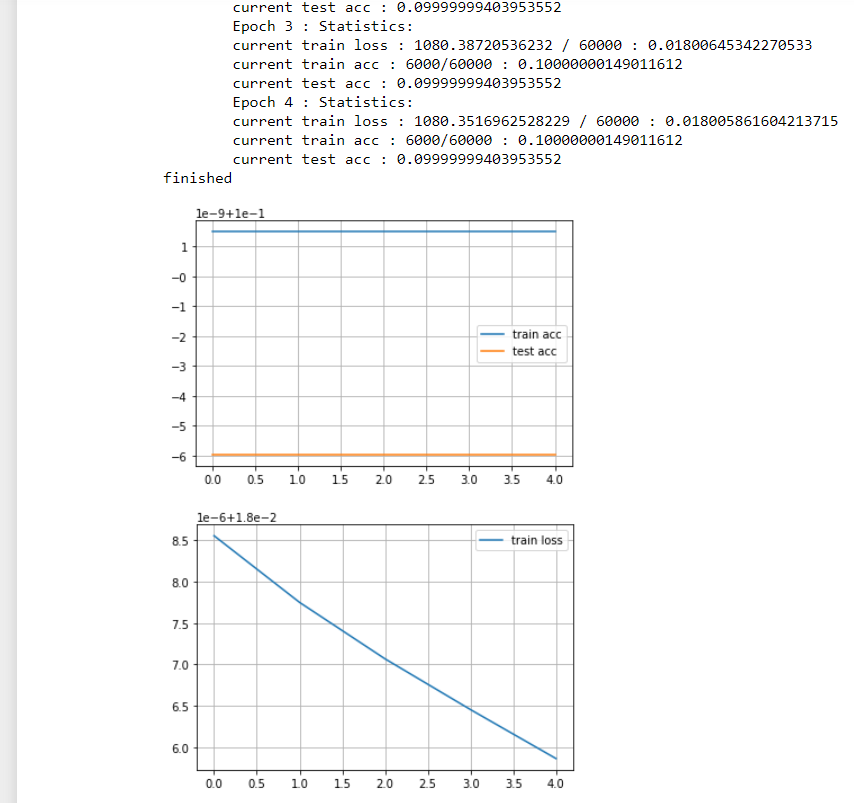 current test acc : 0.09999999403953552
Epoch 3 : Statistics:
current train loss : 1080.38720536232 / 60000 : 0.01800645342270533
current train acc : 6000/60000 : 0.10000000149011612
current test acc : 0.09999999403953552
Epoch 4 : Statistics:
current train loss : 1080.3516962528229 / 60000 : 0.018005861604213715
current train acc : 6000/60000 : 0.10000000149011612
current test acc : 0.09999999403953552
finished
1e−9+1e−1
1
−0
−1
−2
−3
−4
−5
−6
train acc
test acc
0.0 0.5 1.0 1.5 2.0 2.5 3.0 3.5 4.0
1e−6+1.8e−2
8.5
8.0
7.5
7.0
6.5
6.0
train loss
0.0 0.5 1.0 1.5 2.0 2.5 3.0 3.5 4.0